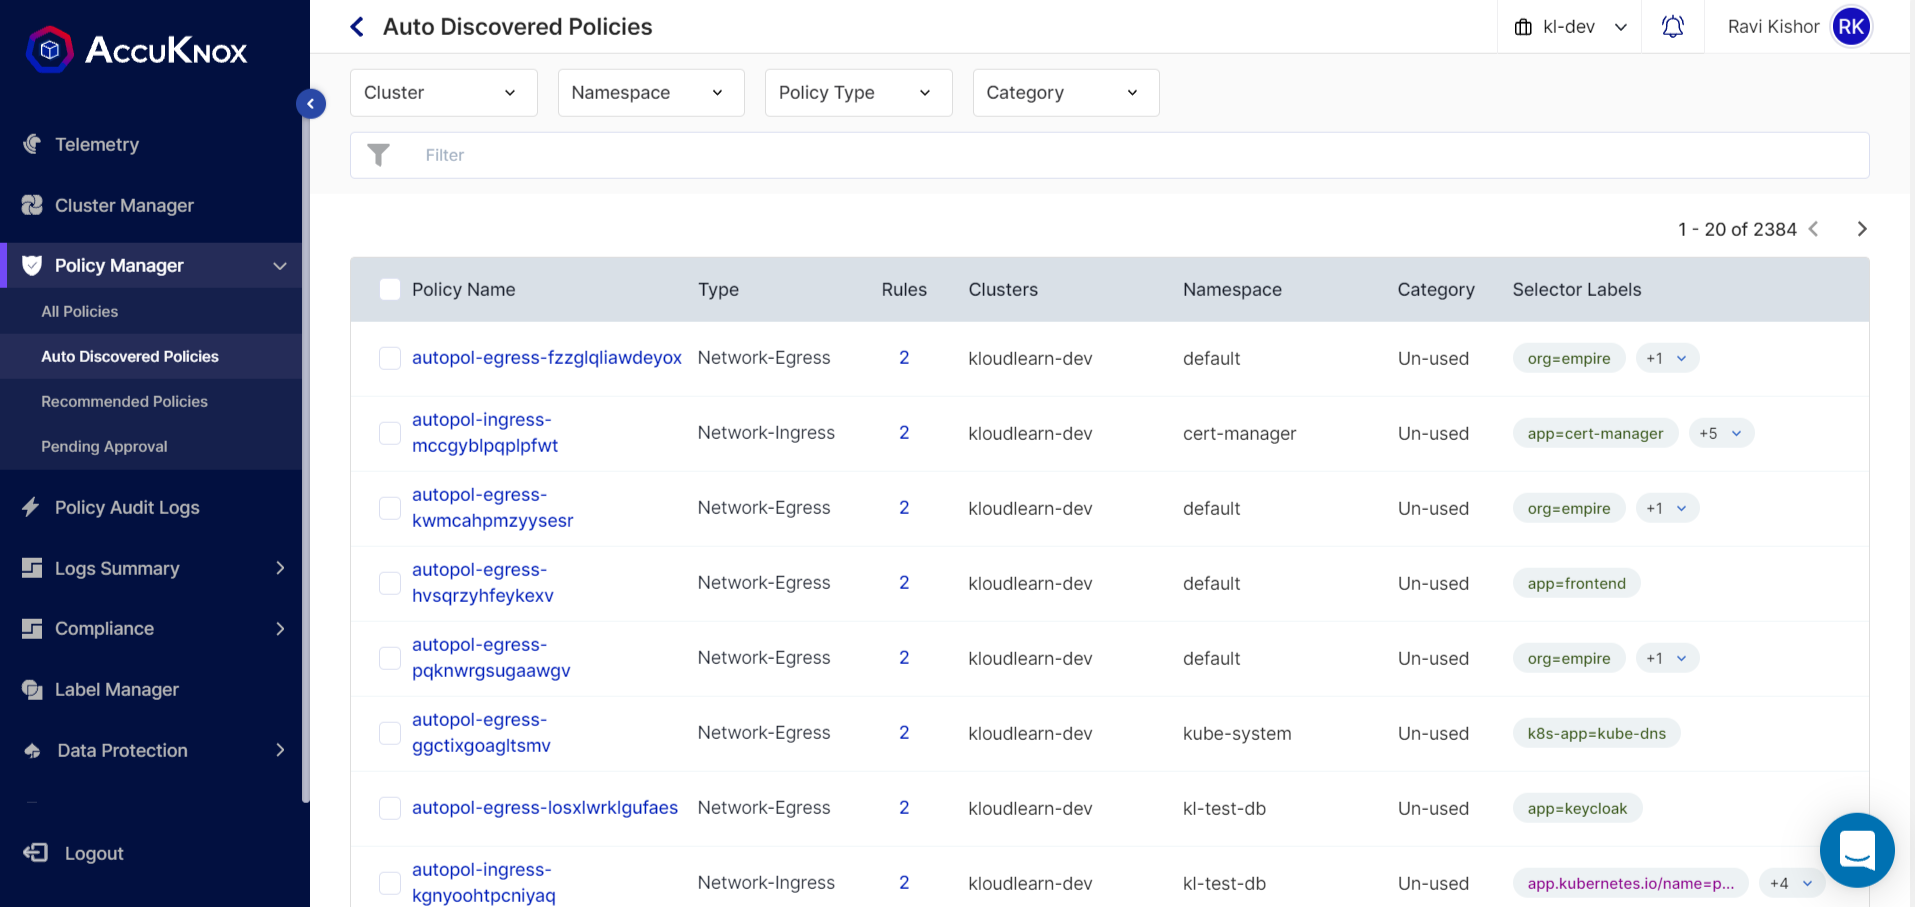 AccuKnox
Telemetry
Cluster Manager
Policy Manager
All Policies
Auto Discovered Policies
Recommended Policies
Pending Approval
Policy Audit Logs
Logs Summary
Compliance
Label Manager
Data Protection
Logout
Auto Discovered Policies
kl-dev
Ravi Kishor
RK
Cluster
Namespace
Policy Type
Category
Filter
1 - 20 of 2384
Policy Name Type Rules Clusters Namespace Category Selector Labels
autopol-egress-fzzglqliawdeyox Network-Egress 2 kloudlearn-dev default Un-used org=empire +1
autopol-ingress-
mccgyblpqplpfwt Network-Ingress 2 kloudlearn-dev cert-manager Un-used app=cert-manager +5
autopol-egress-
kwmcahpmzyysesr Network-Egress 2 kloudlearn-dev default Un-used org=empire +1
autopol-egress-
hvsqrzyhfeykexv Network-Egress 2 kloudlearn-dev default Un-used app=frontend
autopol-egress-
pqknwrgsugaawgv Network-Egress 2 kloudlearn-dev default Un-used org=empire +1
autopol-egress-
ggctixgoagltsmv Network-Egress 2 kloudlearn-dev kube-system Un-used k8s-app=kube-dns
autopol-egress-losxlwrklgufaes Network-Egress 2 kloudlearn-dev kl-test-db Un-used app=keycloak
autopol-ingress-
kgnyoohtpcniyaq Network-Ingress 2 kloudlearn-dev kl-test-db Un-used app.kubernetes.io/name=p... +4